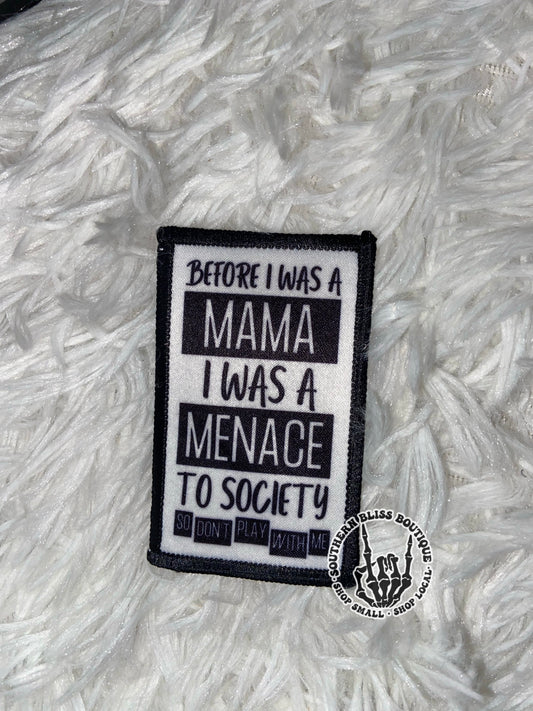 BEFORE I WAS A
MAMA
I WAS A
MENACE
TO SOCIETY
SO DON'T PLAY WITH ME
· SOUTHERN BLISS BOUTIQUE ·
SHOP SMALL · SHOP LOCAL